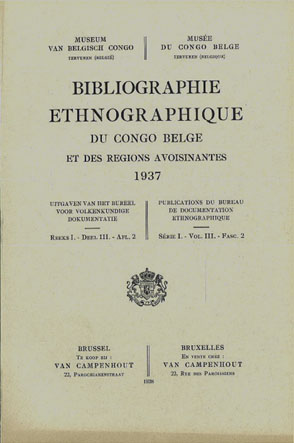 MUSEUM
VAN BELGISCH CONGO
TERVUREN (BELGIË)
MUSÉE
DU CONGO BELGE
TERVUREN (BELGIQUE)
BIBLIOGRAPHIE
ETHNOGRAPHIQUE
DU CONGO BELGE
ET DES REGIONS AVOISINANTES
1937
UITGAVEN VAN HET BUREEL
VOOR VOLKENKUNDIGE
DOKUMENTATIE
REEKS I. - DEEL III. - AFL. 2
PUBLICATIONS DU BUREAU
DE DOCUMENTATION
ETHNOGRAPHIQUE
SÉRIE I. - VOL. III. - FASC. 2
BRUSSEL
TE KOOP BIJ :
VAN CAMPENHOUT
22, PAROCHIANENSTRAAT
BRUXELLES
EN VENTE CHEZ :
VAN CAMPENHOUT
22, RUE DES PAROISSIENS
1938